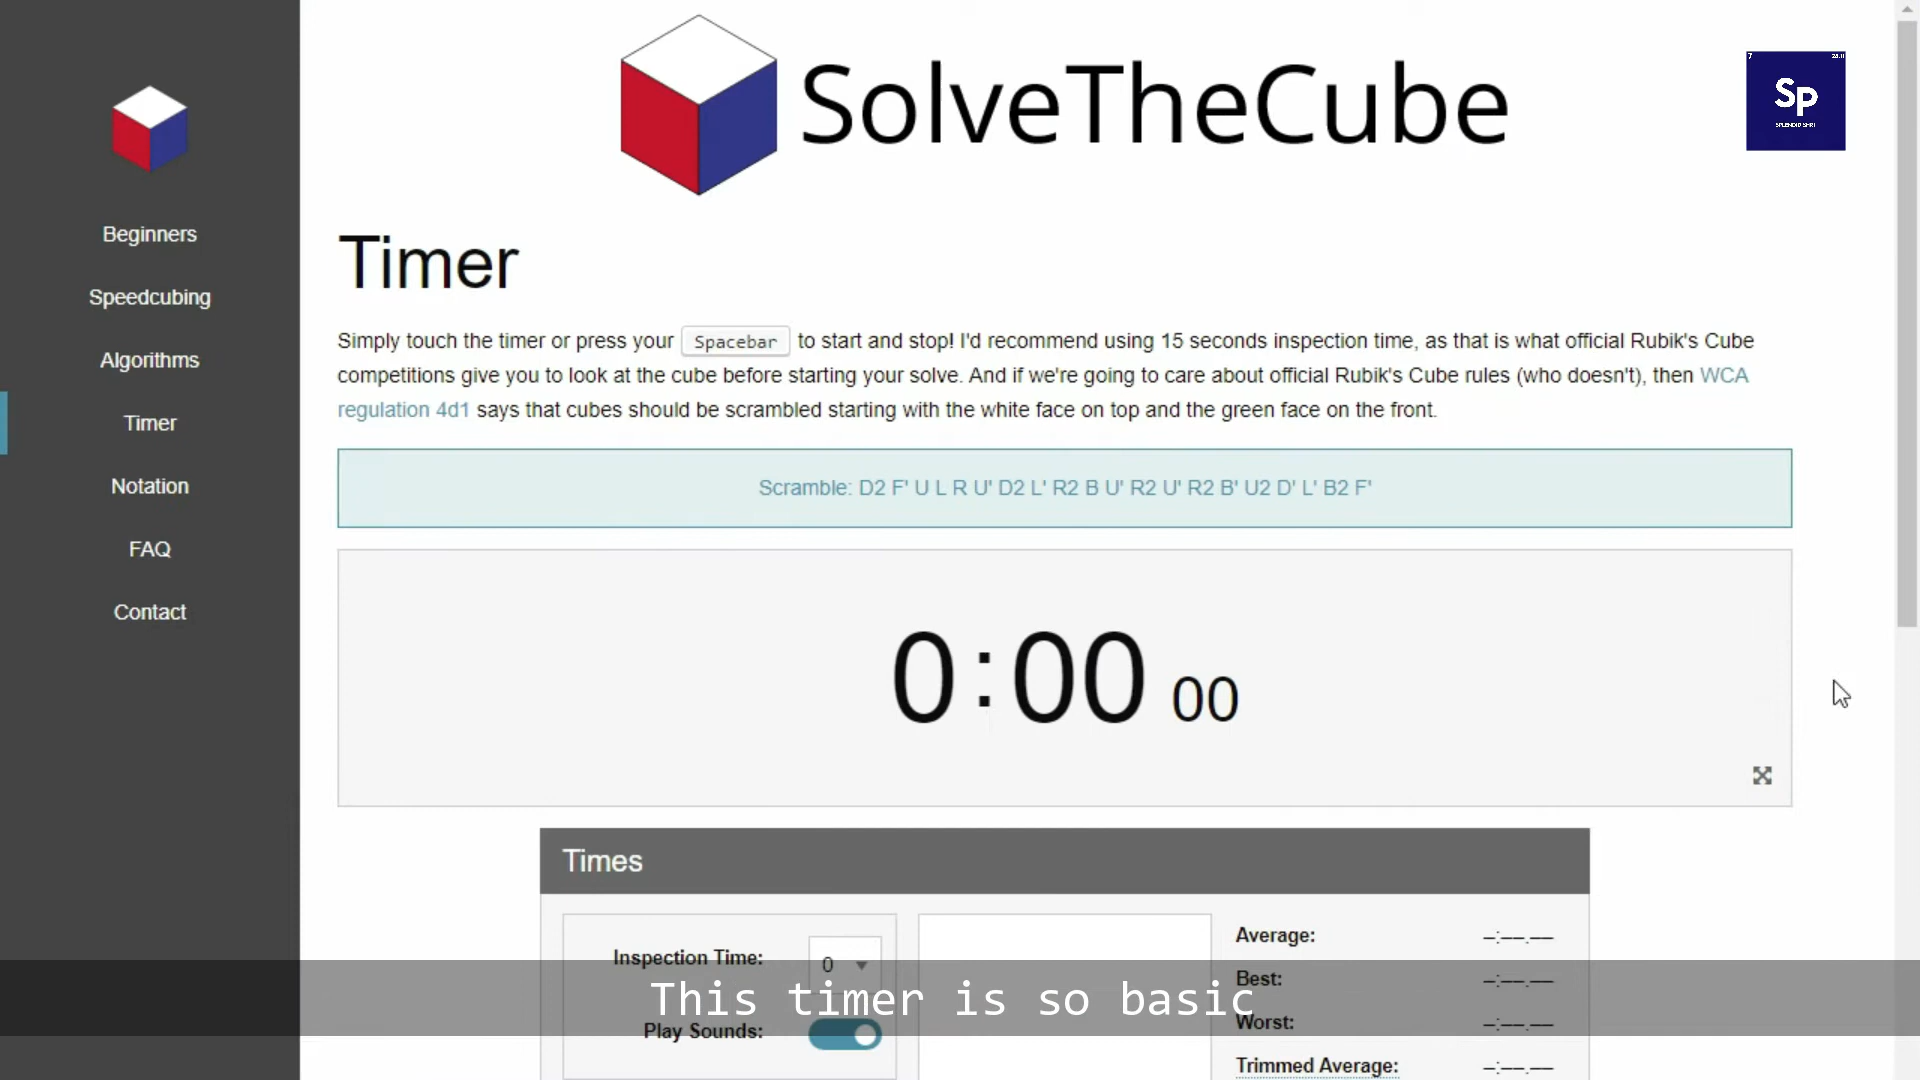 SolveTheCube
7
Sp
SPLENDID SHRI
Beginners
Speedcubing
Algorithms
Timer
Notation
FAQ
Contact
Timer
Simply touch the timer or press your Spacebar to start and stop! I'd recommend using 15 seconds inspection time, as that is what official Rubik's Cube
competitions give you to look at the cube before starting your solve. And if we're going to care about official Rubik's Cube rules (who doesn't), then WCA
regulation 4d1 says that cubes should be scrambled starting with the white face on top and the green face on the front.
Scramble: D2 F' U L R U' D2 L' R2 B U' R2 U' R2 B' U2 D' L' B2 F'
0:00 00
Times
Inspection Time: 0
Play Sounds:
Average: –:––.––
Best: –:––.––
Worst: –:––.––
Trimmed Average: –:––.––
This timer is so basic